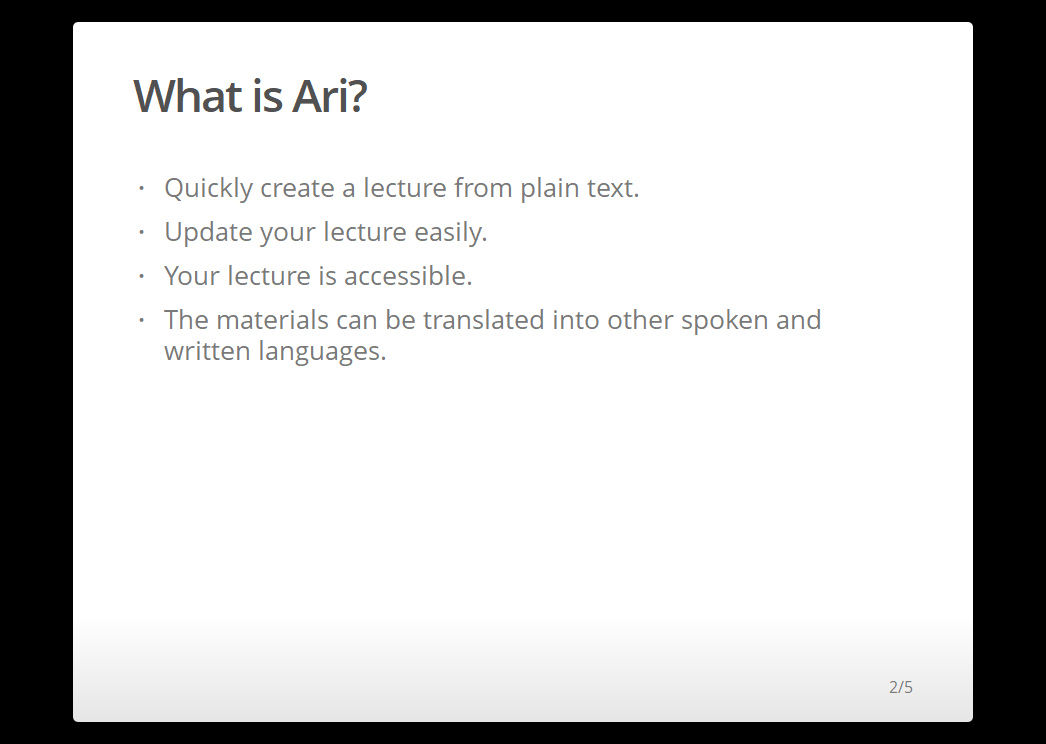 What is Ari?
· Quickly create a lecture from plain text.
· Update your lecture easily.
· Your lecture is accessible.
· The materials can be translated into other spoken and
written languages.
2/5